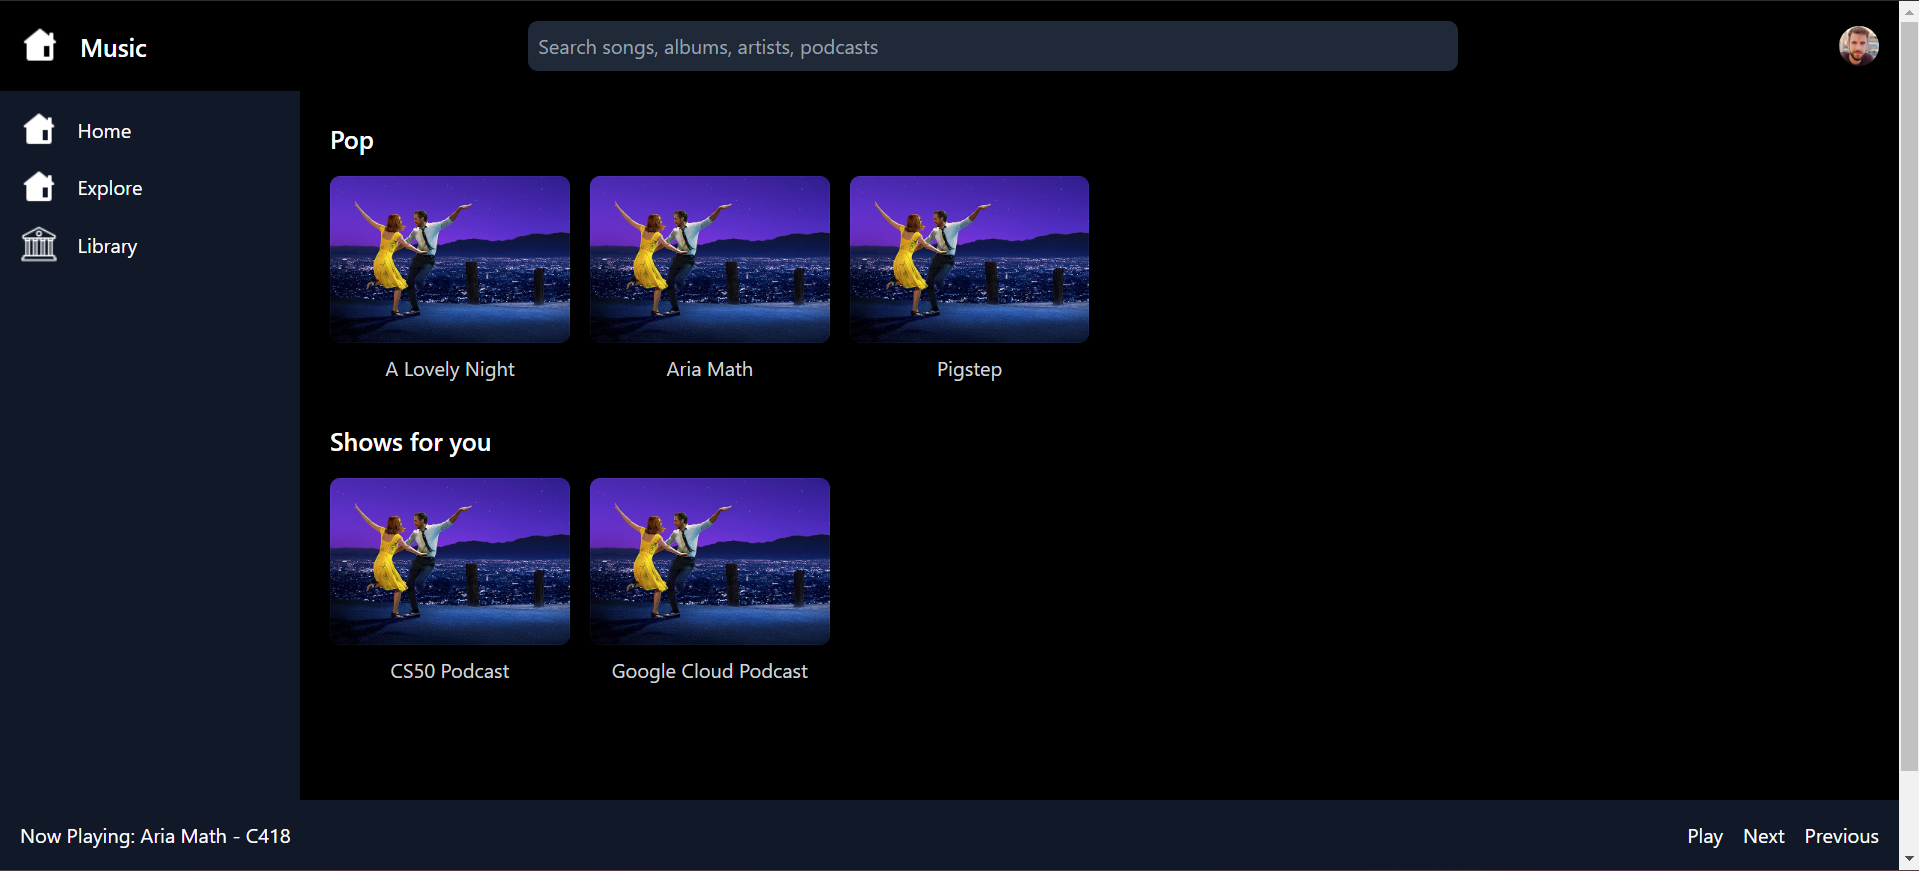 Music
Search songs, albums, artists, podcasts
Home
Explore
Library
Pop
A Lovely Night
Aria Math
Pigstep
Shows for you
CS50 Podcast
Google Cloud Podcast
Now Playing: Aria Math - C418
Play
Next
Previous